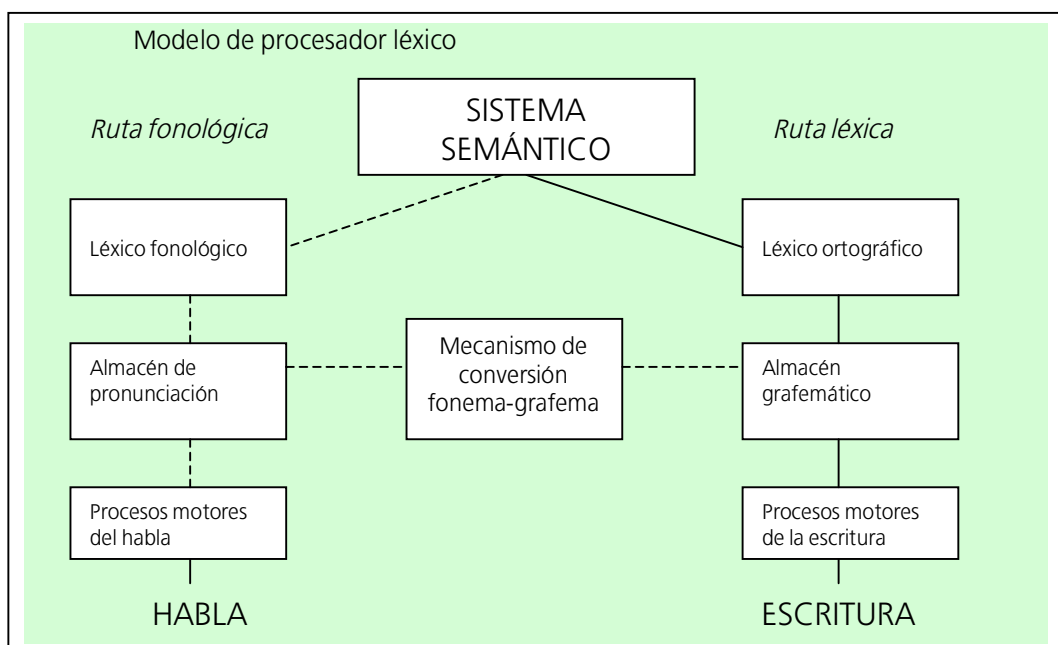 Modelo de procesador léxico
SISTEMA
SEMÁNTICO
Ruta fonológica
Ruta léxica
Léxico fonológico
Léxico ortográfico
Almacén de
pronunciación
Mecanismo de
conversión
fonema-grafema
Almacén
grafemático
Procesos motores
del habla
Procesos motores
de la escritura
HABLA
ESCRITURA